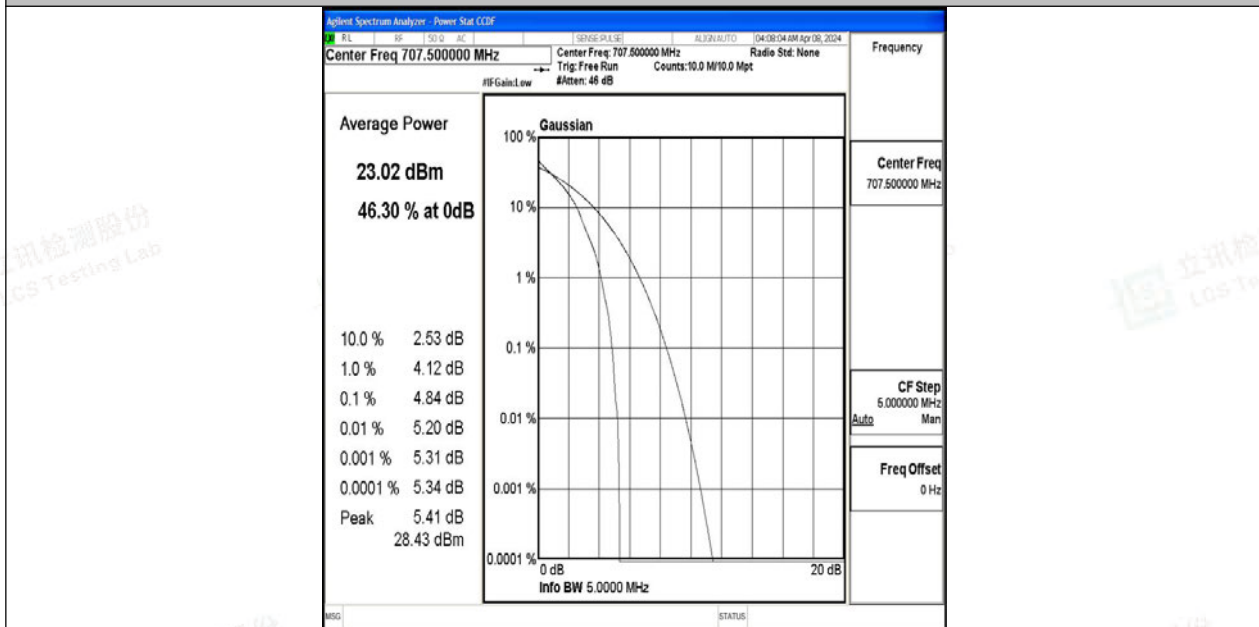 Agilent Spectrum Analyzer - Power Stat CCDF
RL RF 50 Ω AC SENSE:PULSE ALIGN AUTO 04:08:04 AM Apr 08, 2024
Center Freq 707.500000 MHz
Center Freq: 707.500000 MHz Radio Std: None
Trig: Free Run Counts:10.0 M/10.0 Mpt
#IFGain:Low #Atten: 46 dB
Frequency
Average Power
23.02 dBm
46.30 % at 0dB
10.0 % 2.53 dB
1.0 % 4.12 dB
0.1 % 4.84 dB
0.01 % 5.20 dB
0.001 % 5.31 dB
0.0001 % 5.34 dB
Peak 5.41 dB
28.43 dBm
Gaussian
100 %
10 %
1 %
0.1 %
0.01 %
0.001 %
0.0001 %
0 dB 20 dB
Info BW 5.0000 MHz
Center Freq
707.500000 MHz
CF Step
5.000000 MHz
Auto Man
Freq Offset
0 Hz
MSG STATUS
立讯检测股份
LCS Testing Lab
立讯检
LCS Te